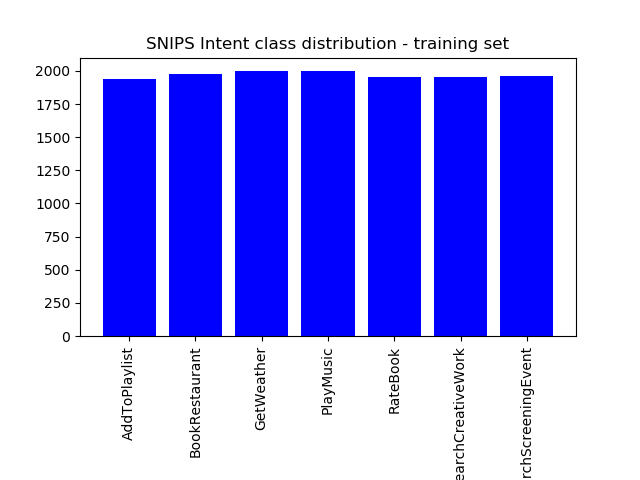 SNIPS Intent class distribution - training set
2000
1750
1500
1250
1000
750
500
250
0
AddToPlaylist
BookRestaurant
GetWeather
PlayMusic
RateBook
earchCreativeWork
rchScreeningEvent